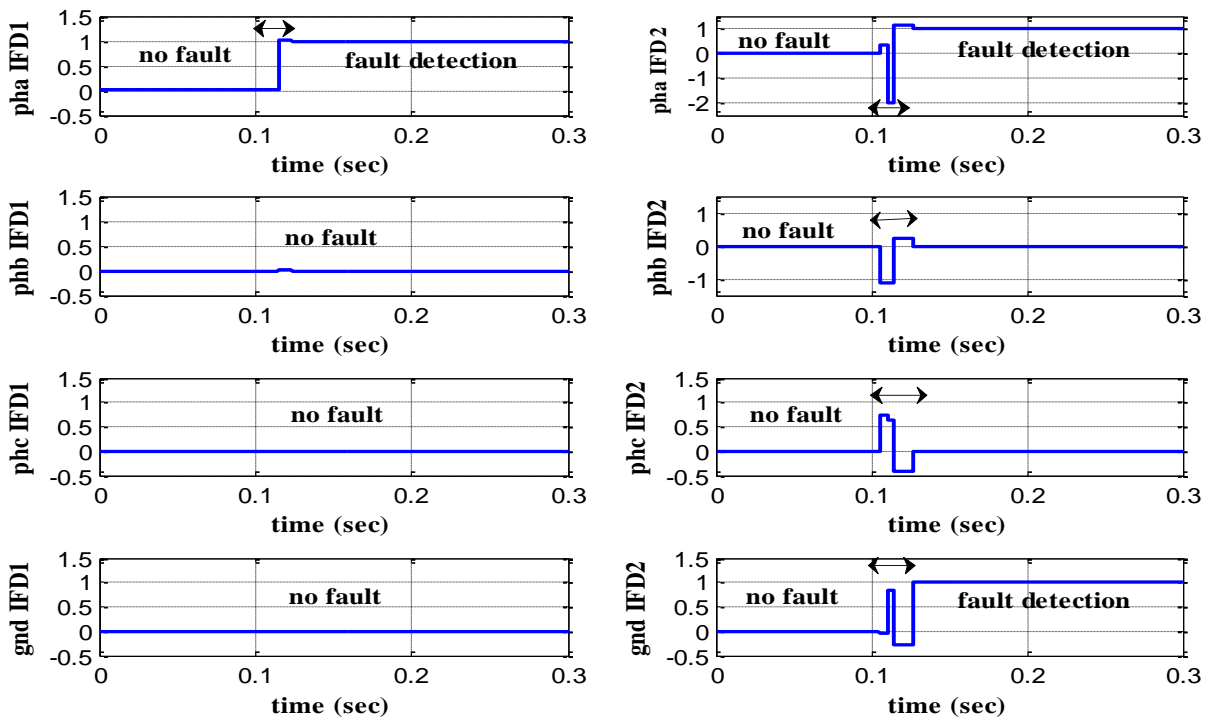 pha IFD1
1.5
1
0.5
0
-0.5
no fault
fault detection
0
0.1
0.2
0.3
time (sec)
pha IFD2
1
0
-1
-2
no fault
fault detection
0
0.1
0.2
0.3
time (sec)
phb IFD1
1.5
1
0.5
0
-0.5
no fault
0
0.1
0.2
0.3
time (sec)
phb IFD2
1
0
-1
no fault
0
0.1
0.2
0.3
time (sec)
phc IFD1
1.5
1
0.5
0
-0.5
no fault
0
0.1
0.2
0.3
time (sec)
phc IFD2
1.5
1
0.5
0
-0.5
no fault
0
0.1
0.2
0.3
time (sec)
gnd IFD1
1.5
1
0.5
0
-0.5
no fault
0
0.1
0.2
0.3
time (sec)
gnd IFD2
1.5
1
0.5
0
-0.5
no fault
fault detection
0
0.1
0.2
0.3
time (sec)